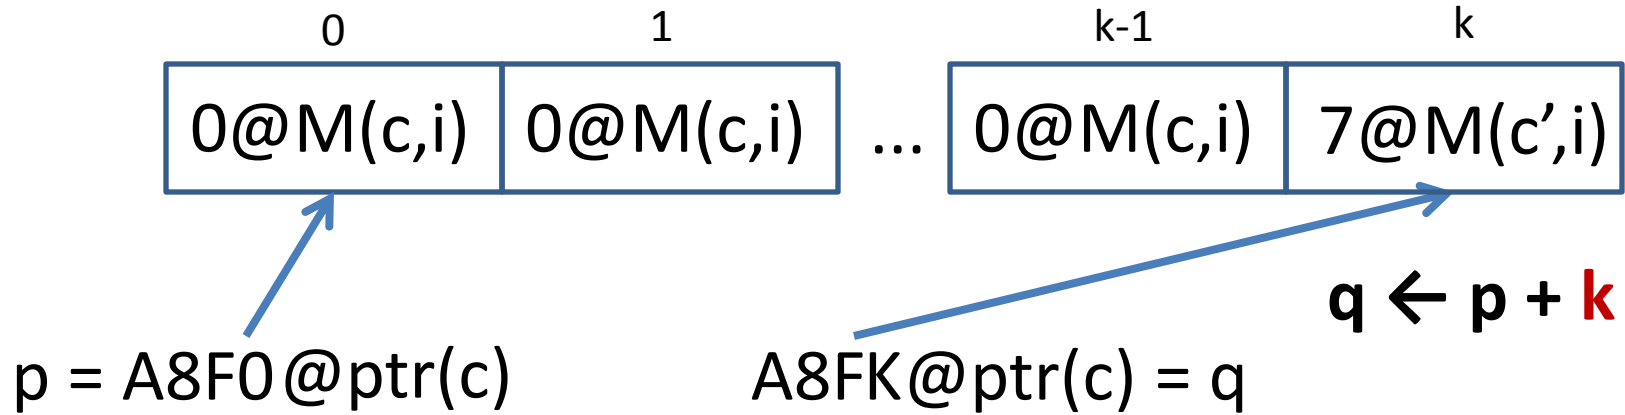 0 1 k-1 k
0@M(c,i) 0@M(c,i) ... 0@M(c,i) 7@M(c’,i)
q ← p + k
p = A8F0@ptr(c) A8FK@ptr(c) = q